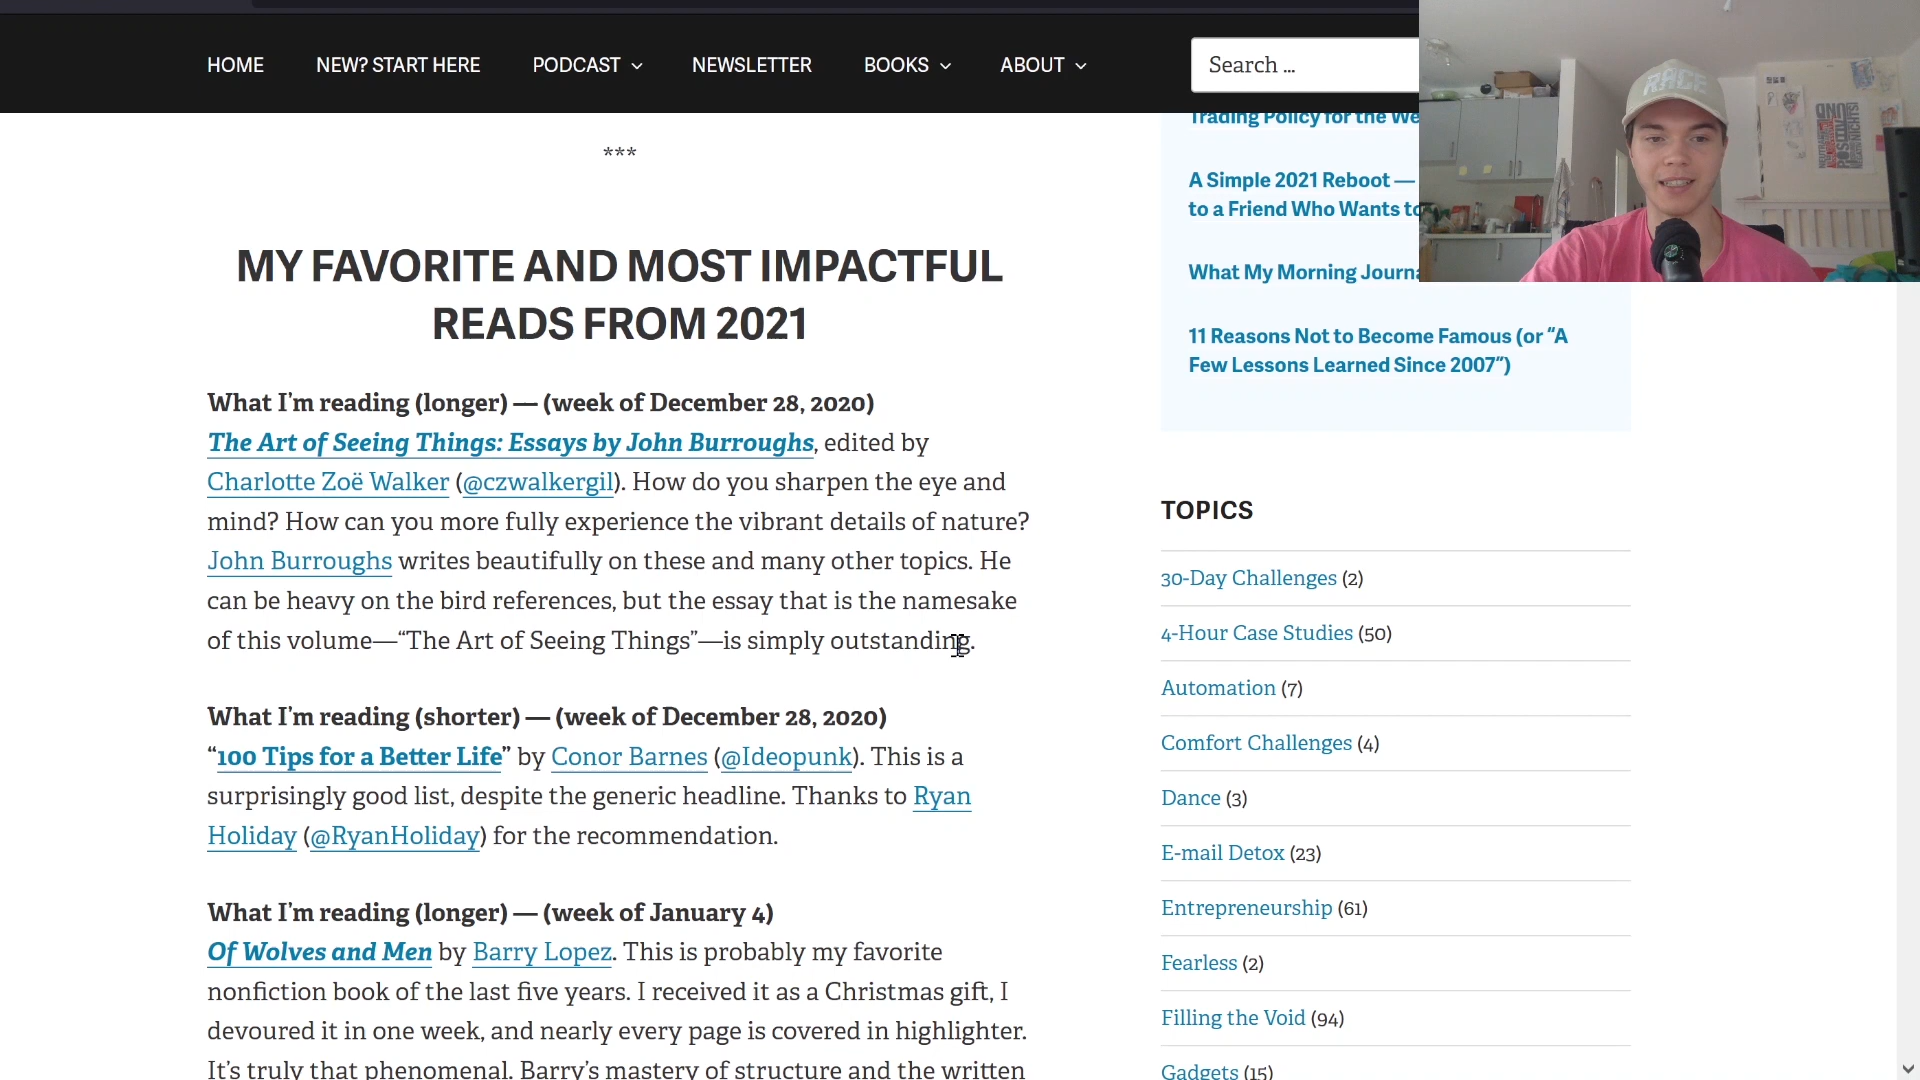 HOME NEW? START HERE PODCAST NEWSLETTER BOOKS ABOUT Search ...
RAGE
***
MY FAVORITE AND MOST IMPACTFUL
READS FROM 2021
What I'm reading (longer) — (week of December 28, 2020)
The Art of Seeing Things: Essays by John Burroughs, edited by
Charlotte Zoë Walker (@czwalkergil). How do you sharpen the eye and
mind? How can you more fully experience the vibrant details of nature?
John Burroughs writes beautifully on these and many other topics. He
can be heavy on the bird references, but the essay that is the namesake
of this volume—“The Art of Seeing Things”—is simply outstanding.
What I'm reading (shorter) — (week of December 28, 2020)
“100 Tips for a Better Life” by Conor Barnes (@Ideopunk). This is a
surprisingly good list, despite the generic headline. Thanks to Ryan
Holiday (@RyanHoliday) for the recommendation.
What I'm reading (longer) — (week of January 4)
Of Wolves and Men by Barry Lopez. This is probably my favorite
nonfiction book of the last five years. I received it as a Christmas gift, I
devoured it in one week, and nearly every page is covered in highlighter.
It's truly that phenomenal. Barry's mastery of structure and the written
Trading Policy for the We
A Simple 2021 Reboot —
to a Friend Who Wants to
What My Morning Journa
11 Reasons Not to Become Famous (or “A
Few Lessons Learned Since 2007”)
TOPICS
30-Day Challenges (2)
4-Hour Case Studies (50)
Automation (7)
Comfort Challenges (4)
Dance (3)
E-mail Detox (23)
Entrepreneurship (61)
Fearless (2)
Filling the Void (94)
Gadgets (15)